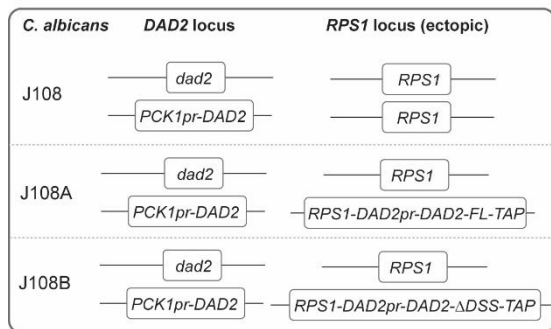 C. albicans DAD2 locus RPS1 locus (ectopic)
J108
dad2 RPS1
PCK1pr-DAD2 RPS1
J108A
dad2 RPS1
PCK1pr-DAD2 RPS1-DAD2pr-DAD2-FL-TAP
J108B
dad2 RPS1
PCK1pr-DAD2 RPS1-DAD2pr-DAD2-ΔDSS-TAP